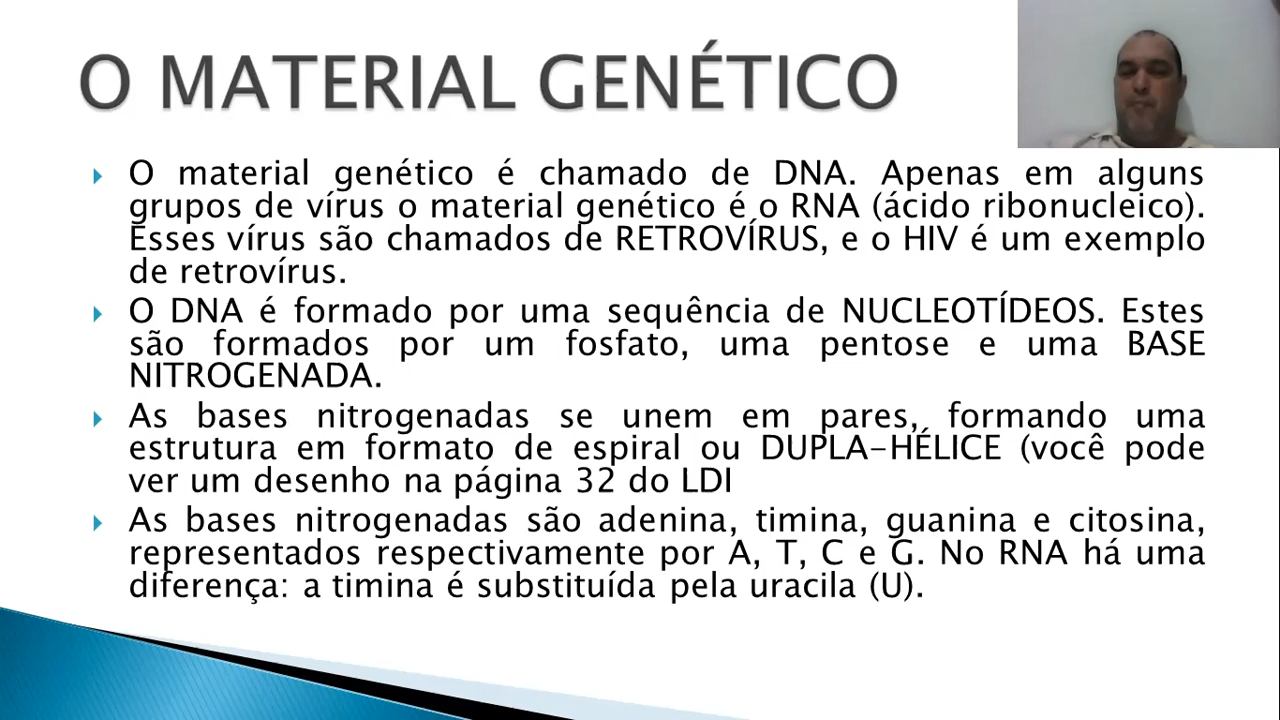 O MATERIAL GENÉTICO
O material genético é chamado de DNA. Apenas em alguns
grupos de vírus o material genético é o RNA (ácido ribonucleico).
Esses vírus são chamados de RETROVÍRUS, e o HIV é um exemplo
de retrovírus.
O DNA é formado por uma sequência de NUCLEOTÍDEOS. Estes
são formados por um fosfato, uma pentose e uma BASE
NITROGENADA.
As bases nitrogenadas se unem em pares, formando uma
estrutura em formato de espiral ou DUPLA-HÉLICE (você pode
ver um desenho na página 32 do LDI
As bases nitrogenadas são adenina, timina, guanina e citosina,
representados respectivamente por A, T, C e G. No RNA há uma
diferença: a timina é substituída pela uracila (U).